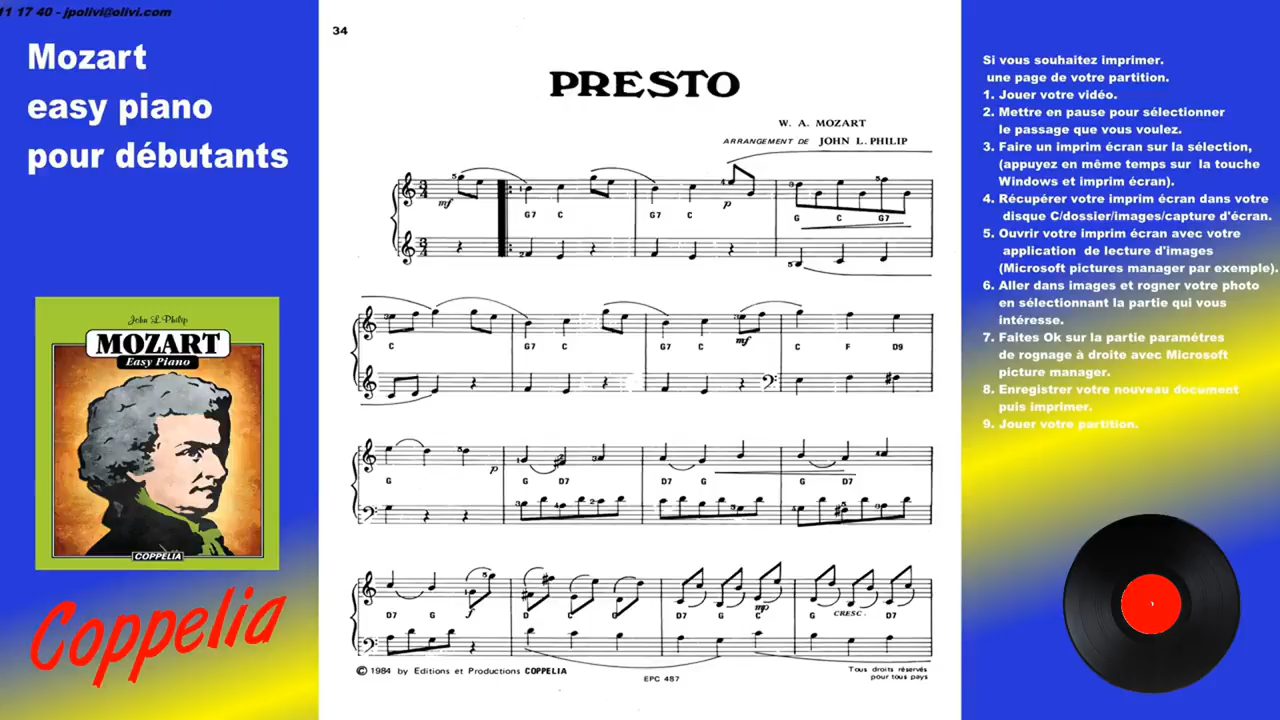 11 17 40 - jpolivi@olivi.com
Mozart
easy piano
pour débutants
John L. Philip
MOZART
Easy Piano
COPPELIA
Coppelia
34
PRESTO
W. A. MOZART
ARRANGEMENT DE JOHN L. PHILIP
mf p
G7 C G7 C G C G7
mf
C G7 C G7 C C F D9
p
G G D7 D7 G G D7
f mp CRESC.
D7 G D C G D7 G C G D7
© 1984 by Editions et Productions COPPELIA
EPC 487
Tous droits réservés
pour tous pays
Si vous souhaitez imprimer.
une page de votre partition.
1. Jouer votre vidéo.
2. Mettre en pause pour sélectionner
le passage que vous voulez.
3. Faire un imprim écran sur la sélection,
(appuyez en même temps sur la touche
Windows et imprim écran).
4. Récupérer votre imprim écran dans votre
disque C/dossier/images/capture d'écran.
5. Ouvrir votre imprim écran avec votre
application de lecture d'images
(Microsoft pictures manager par exemple).
6. Aller dans images et rogner votre photo
en sélectionnant la partie qui vous
intéresse.
7. Faites Ok sur la partie paramétres
de rognage à droite avec Microsoft
picture manager.
8. Enregistrer votre nouveau document
puis imprimer.
9. Jouer votre partition.